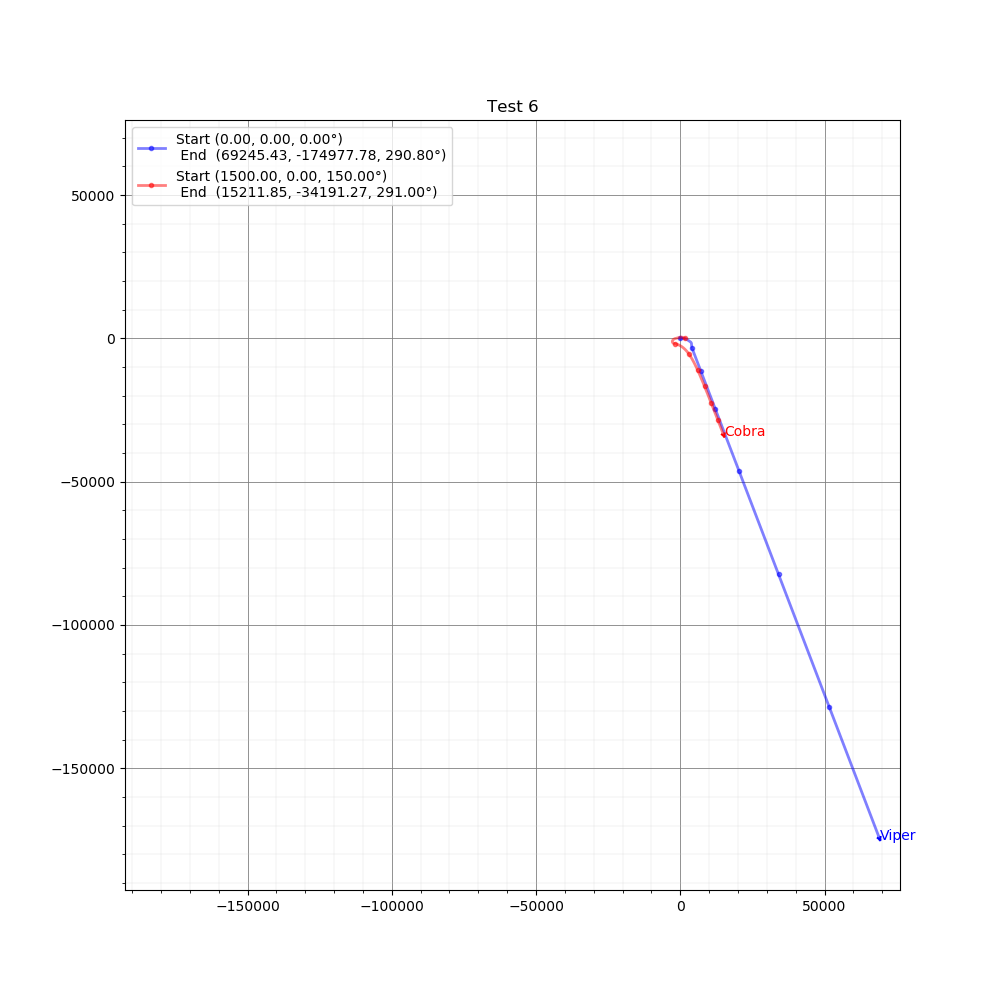 Test 6
Start (0.00, 0.00, 0.00°)
End  (69245.43, -174977.78, 290.80°)
Start (1500.00, 0.00, 150.00°)
End  (15211.85, -34191.27, 291.00°)
50000
0
−50000
−100000
−150000
Cobra
Viper
−150000
−100000
−50000
0
50000